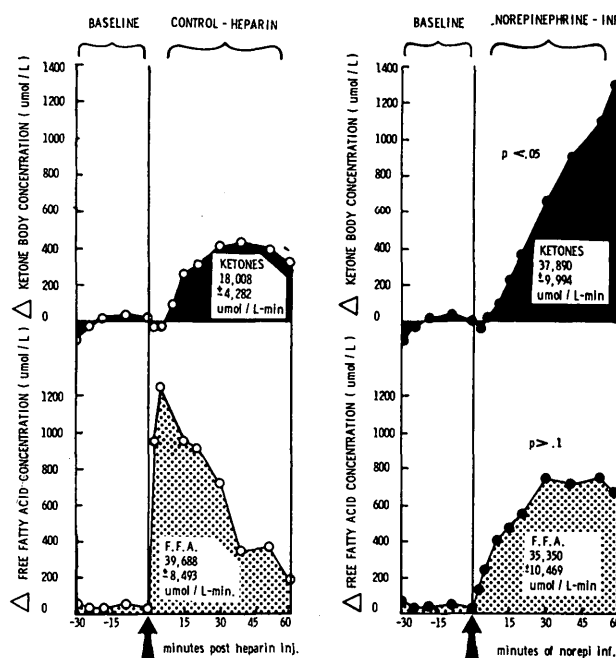 BASELINE CONTROL - HEPARIN
△ KETONE BODY CONCENTRATION ( umol / L )
1400
1200
1000
800
600
400
200
0
KETONES
18,008
±4,282
umol / L-min
△ FREE FATTY ACID CONCENTRATION ( umol / L )
1200
1000
800
600
400
200
0
F.F.A.
39,688
±8,493
umol / L-min.
-30 -15 0 15 30 45 60
minutes post heparin inj.
BASELINE NOREPINEPHRINE - INF
△ KETONE BODY CONCENTRATION ( umol / L )
1400
1200
1000
800
600
400
200
0
p <.05
KETONES
37,890
±9,994
umol / L-min
△ FREE FATTY ACID CONCENTRATION ( umol / L )
1200
1000
800
600
400
200
0
p>.1
F.F.A.
35,350
±10,469
umol / L-min
-30 -15 0 15 30 45 60
minutes of norepi inf.